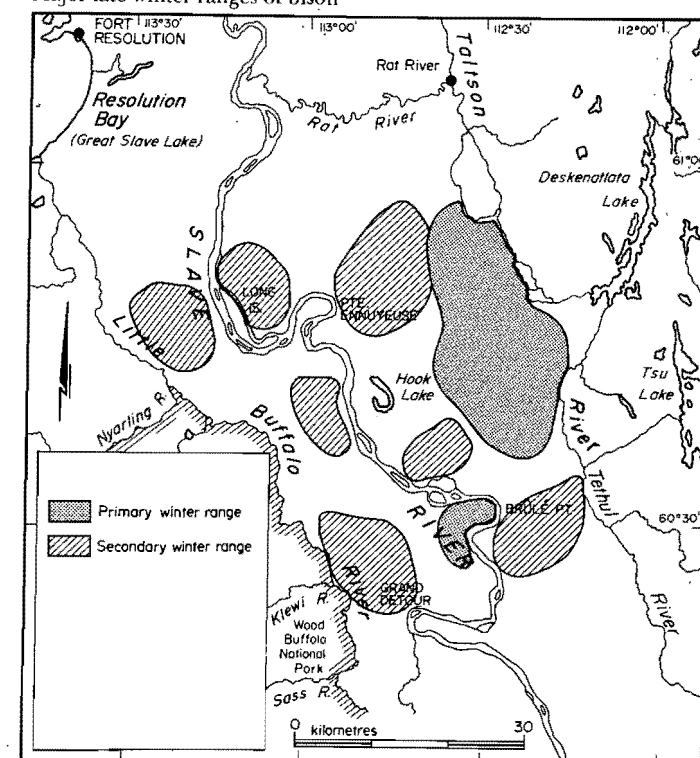 Major late winter ranges of bison
FORT
RESOLUTION
113°30'
113°00'
112°30'
112°00'
Resolution
Bay
(Great Slave Lake)
Rat River
Taltson
Rat River
61°0
Deskenatlata
Lake
SLAVE
LONG
IS.
PTE.
ENNUYEUSE
Little
Hook
Lake
Tsu
Lake
Nyarling R.
Buffalo
River
Primary winter range
Secondary winter range
RIVER
BRÛLÉ PT.
Tethul
60°30'
River
GRAND
DETOUR
River
Klewi R.
Wood
Buffalo
National
Park
Sass R.
0 kilometres 30